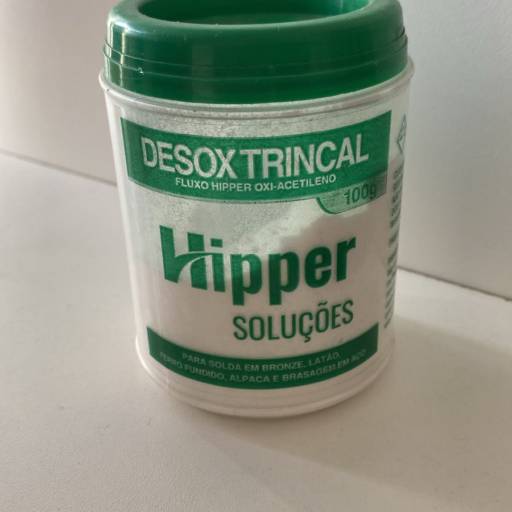 DESOXTRINCAL
FLUXO HIPPER OXI-ACETILENO
100g
Hipper
SOLUÇÕES
PARA SOLDA EM BRONZE, LATÃO,
FERRO FUNDIDO, ALPACA E BRASAGEM EM AÇO